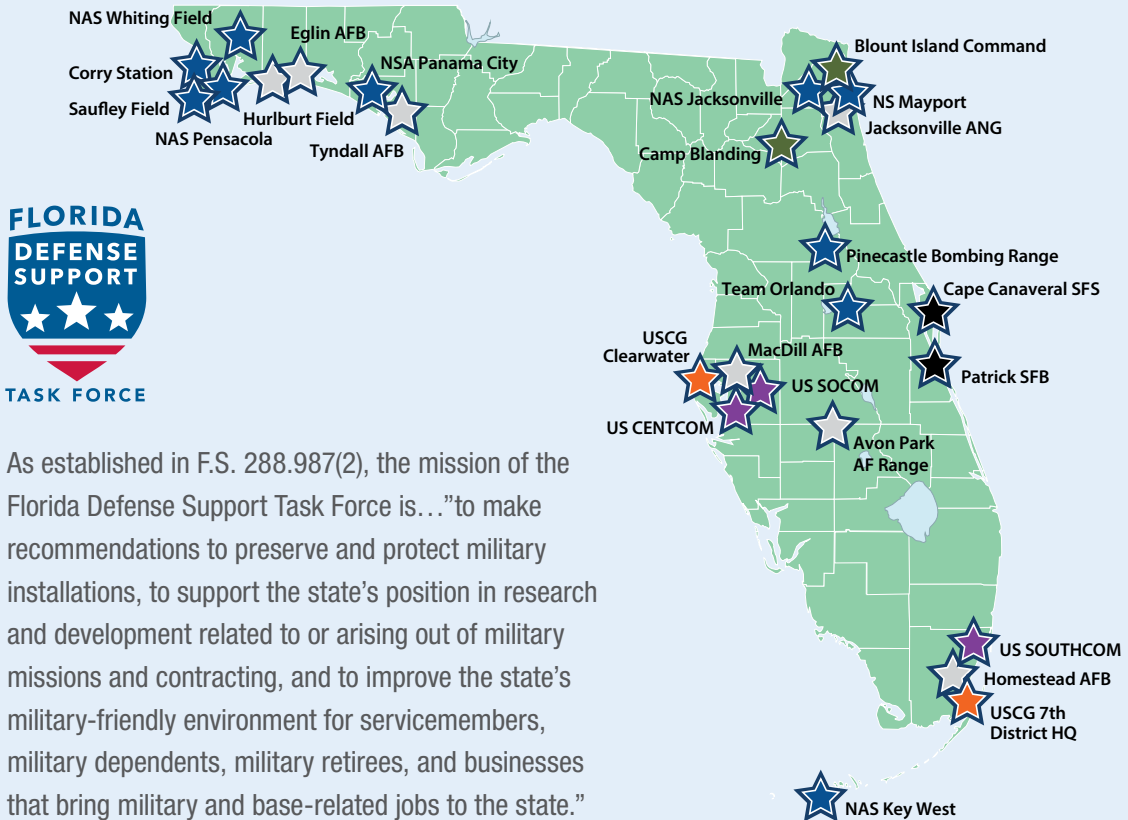 NAS Whiting Field
Eglin AFB
Corry Station
NSA Panama City
Saufley Field
Hurlburt Field
NAS Pensacola
Tyndall AFB
Blount Island Command
NAS Jacksonville
NS Mayport
Jacksonville ANG
Camp Blanding
Pinecastle Bombing Range
Team Orlando
Cape Canaveral SFS
USCG
Clearwater
MacDill AFB
Patrick SFB
US SOCOM
US CENTCOM
Avon Park
AF Range
US SOUTHCOM
Homestead AFB
USCG 7th
District HQ
NAS Key West
FLORIDA
DEFENSE
SUPPORT
TASK FORCE
As established in F.S. 288.987(2), the mission of the
Florida Defense Support Task Force is…”to make
recommendations to preserve and protect military
installations, to support the state’s position in research
and development related to or arising out of military
missions and contracting, and to improve the state’s
military-friendly environment for servicemembers,
military dependents, military retirees, and businesses
that bring military and base-related jobs to the state.”